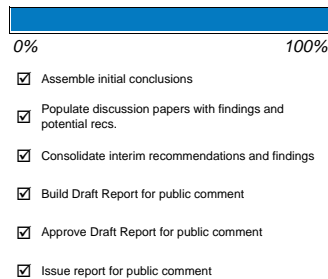 0% 100%
Assemble initial conclusions
Populate discussion papers with findings and
potential recs.
Consolidate interim recommendations and findings
Build Draft Report for public comment
Approve Draft Report for public comment
Issue report for public comment